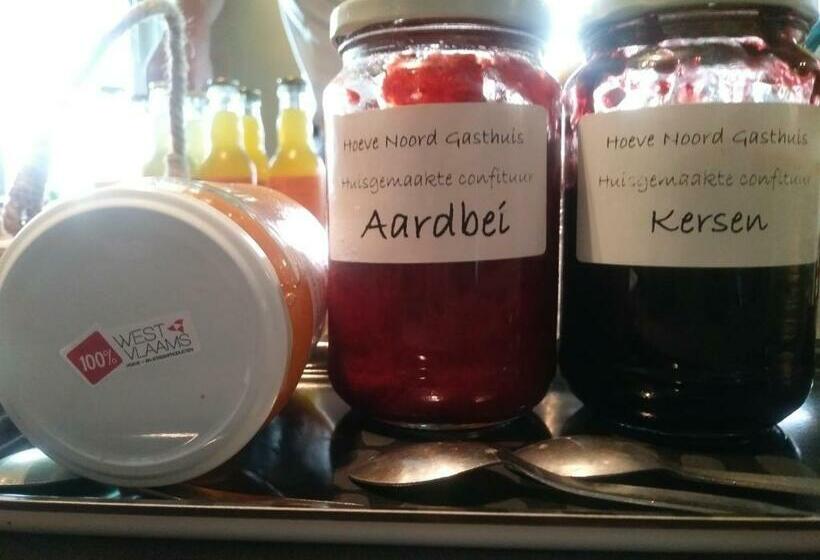 Hoeve Noord Gasthuis
Huisgemaakte confituur
Aardbei
Hoeve Noord Gasthuis
Huisgemaakte confituur
Kersen
100%
WEST
VLAAMS